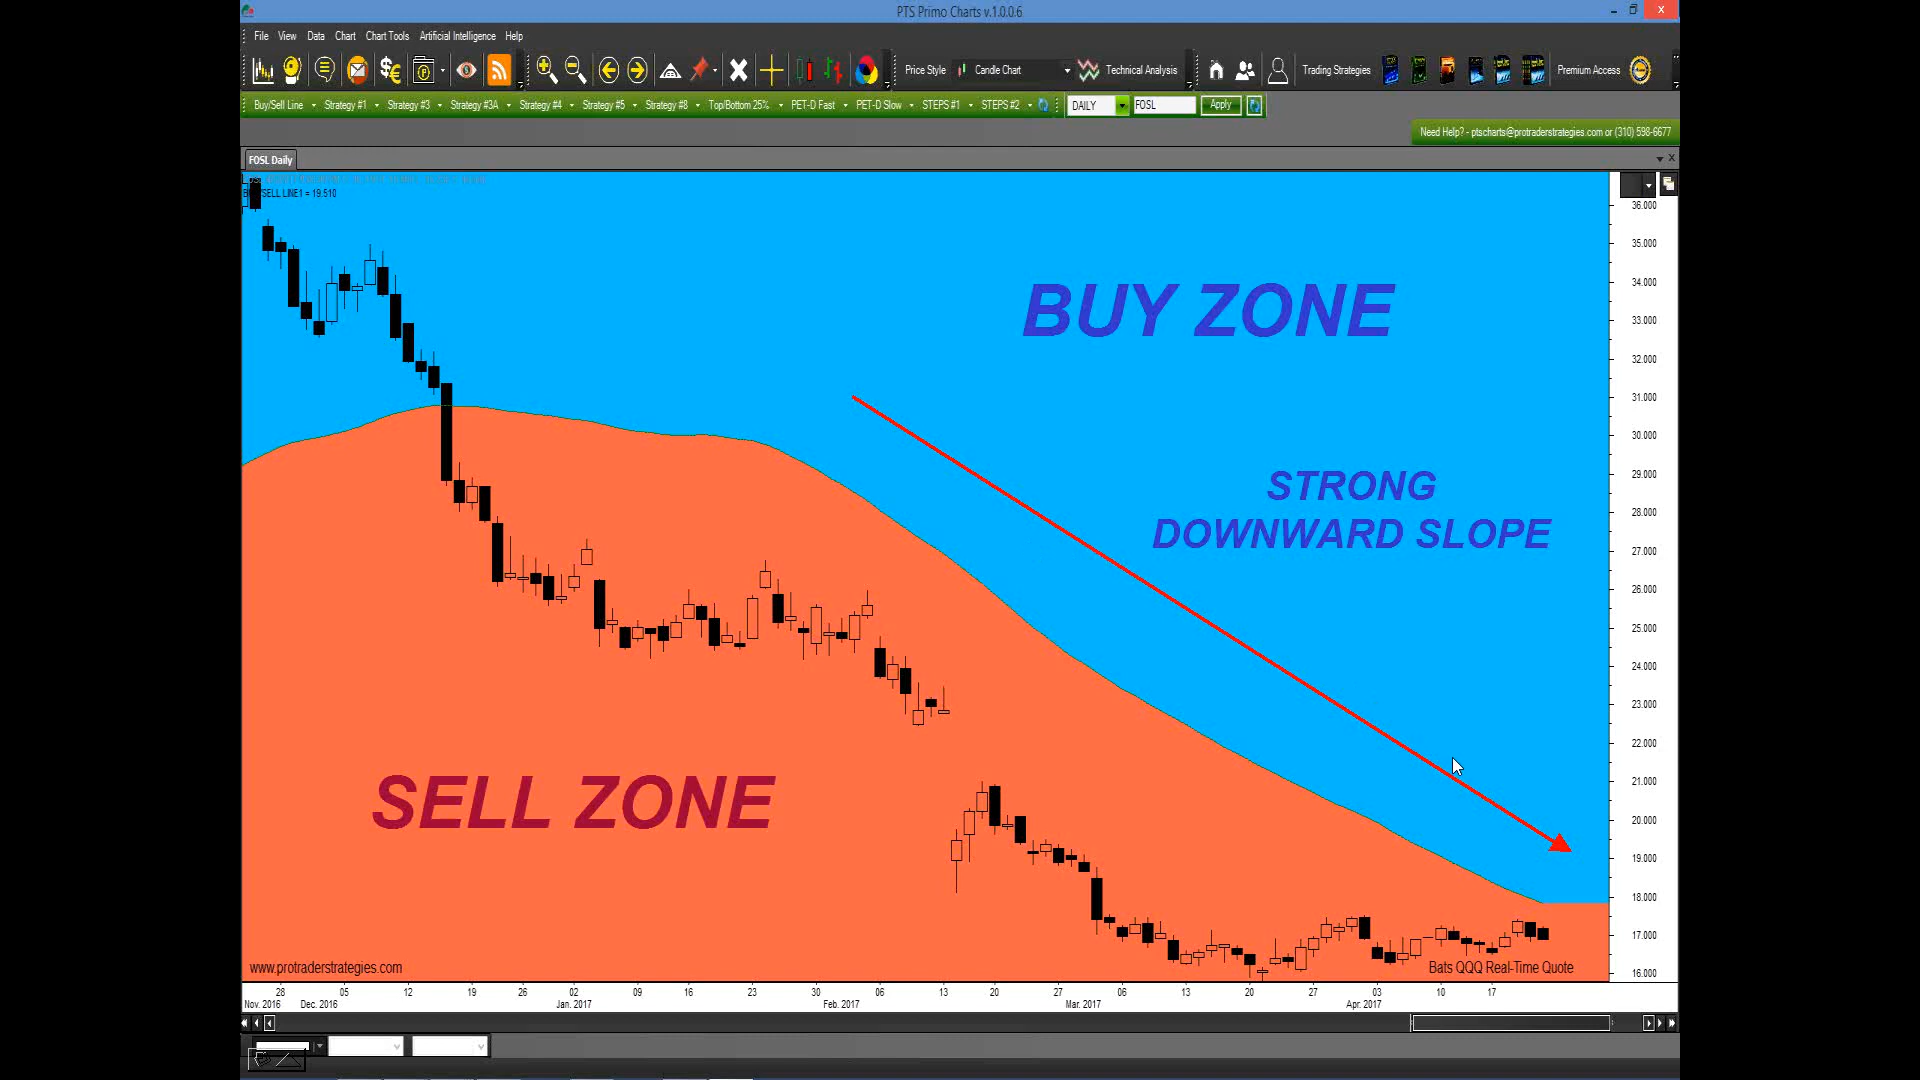 PTS Primo Charts v.1.0.0.6
File View Data Chart Chart Tools Artificial Intelligence Help
Price Style Candle Chart Technical Analysis Trading Strategies Premium Access
Buy/Sell Line Strategy #1 Strategy #3 Strategy #3A Strategy #4 Strategy #5 Strategy #8 Top/Bottom 25% PET-D Fast PET-D Slow STEPS #1 STEPS #2 DAILY FOSL Apply
Need Help? - ptscharts@protraderstrategies.com or (310) 598-6677
FOSL Daily
SELL LINE1 = 19.510
36.000
35.000
34.000
33.000
32.000
31.000
30.000
29.000
28.000
27.000
26.000
25.000
24.000
23.000
22.000
21.000
20.000
19.000
18.000
17.000
16.000
BUY ZONE
STRONG
DOWNWARD SLOPE
SELL ZONE
www.protraderstrategies.com
Bats QQQ Real-Time Quote
28 05 12 19 26 02 09 16 23 30 06 13 20 27 06 13 20 27 03 10 17
Nov. 2016 Dec. 2016 Jan. 2017 Feb. 2017 Mar. 2017 Apr. 2017